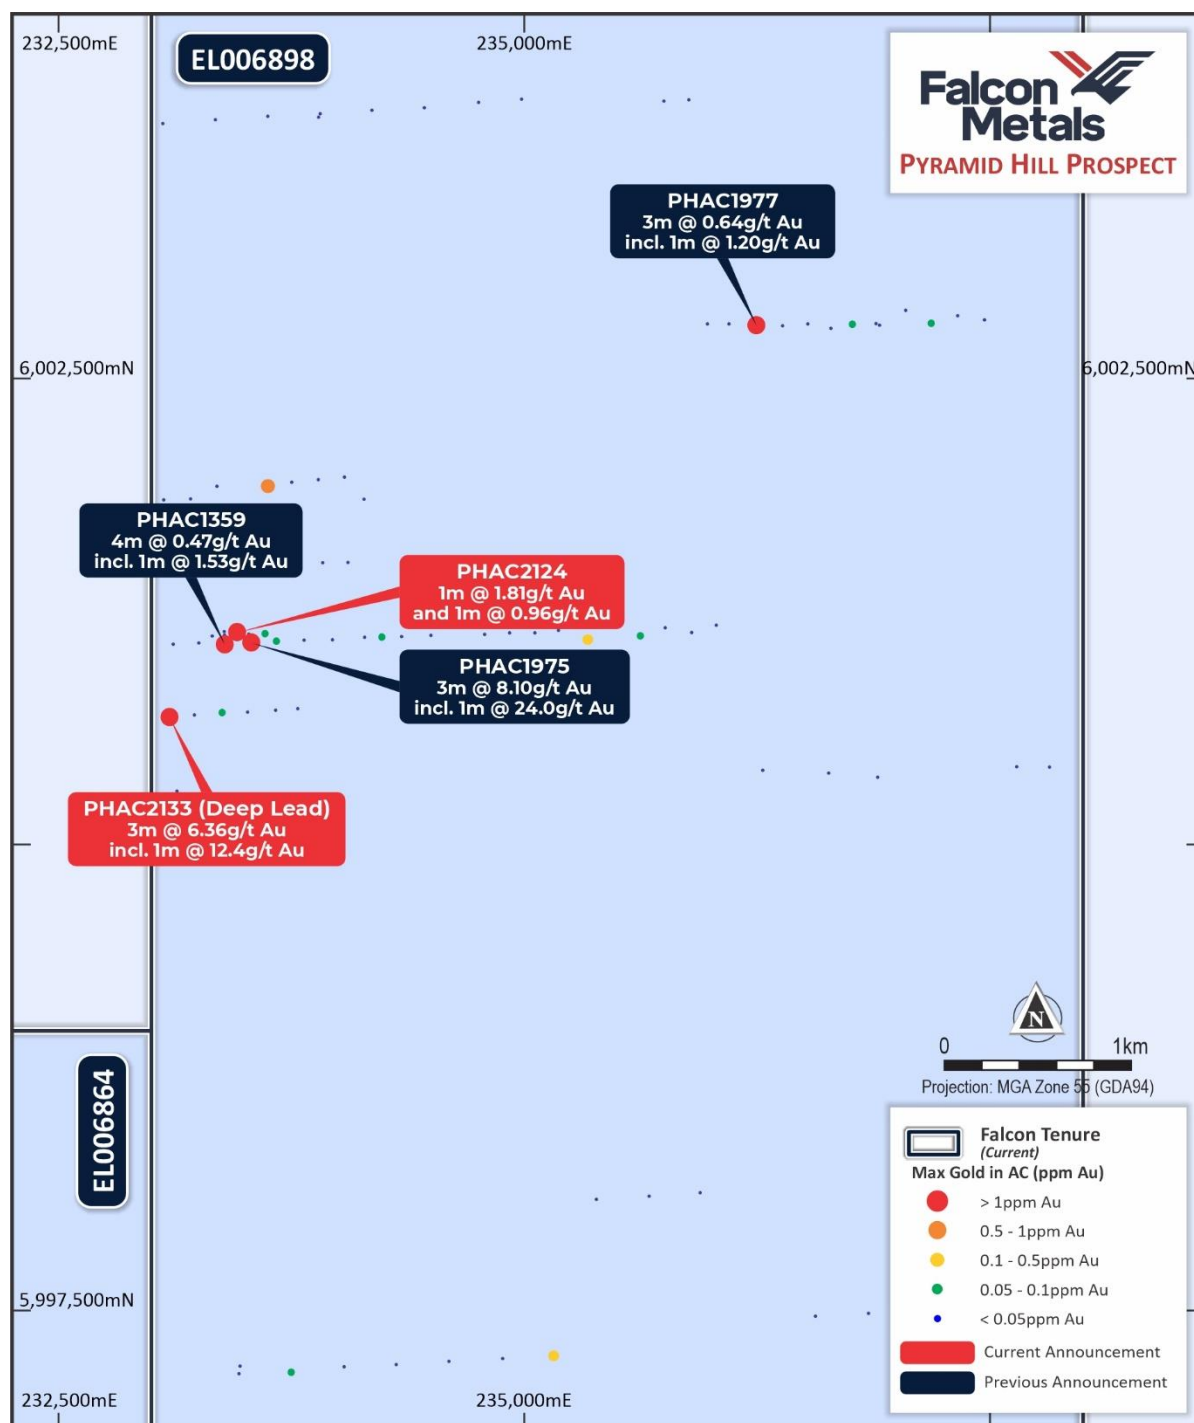 232,500mE
235,000mE
EL006898
Falcon
Metals
PYRAMID HILL PROSPECT
PHAC1977
3m @ 0.64g/t Au
incl. 1m @ 1.20g/t Au
6,002,500mN
6,002,500mN
PHAC1359
4m @ 0.47g/t Au
incl. 1m @ 1.53g/t Au
PHAC2124
1m @ 1.81g/t Au
and 1m @ 0.96g/t Au
PHAC1975
3m @ 8.10g/t Au
incl. 1m @ 24.0g/t Au
PHAC2133 (Deep Lead)
3m @ 6.36g/t Au
incl. 1m @ 12.4g/t Au
N
0 1km
Projection: MGA Zone 55 (GDA94)
EL006864
Falcon Tenure
(Current)
Max Gold in AC (ppm Au)
> 1ppm Au
0.5 - 1ppm Au
0.1 - 0.5ppm Au
0.05 - 0.1ppm Au
< 0.05ppm Au
Current Announcement
Previous Announcement
5,997,500mN
232,500mE
235,000mE